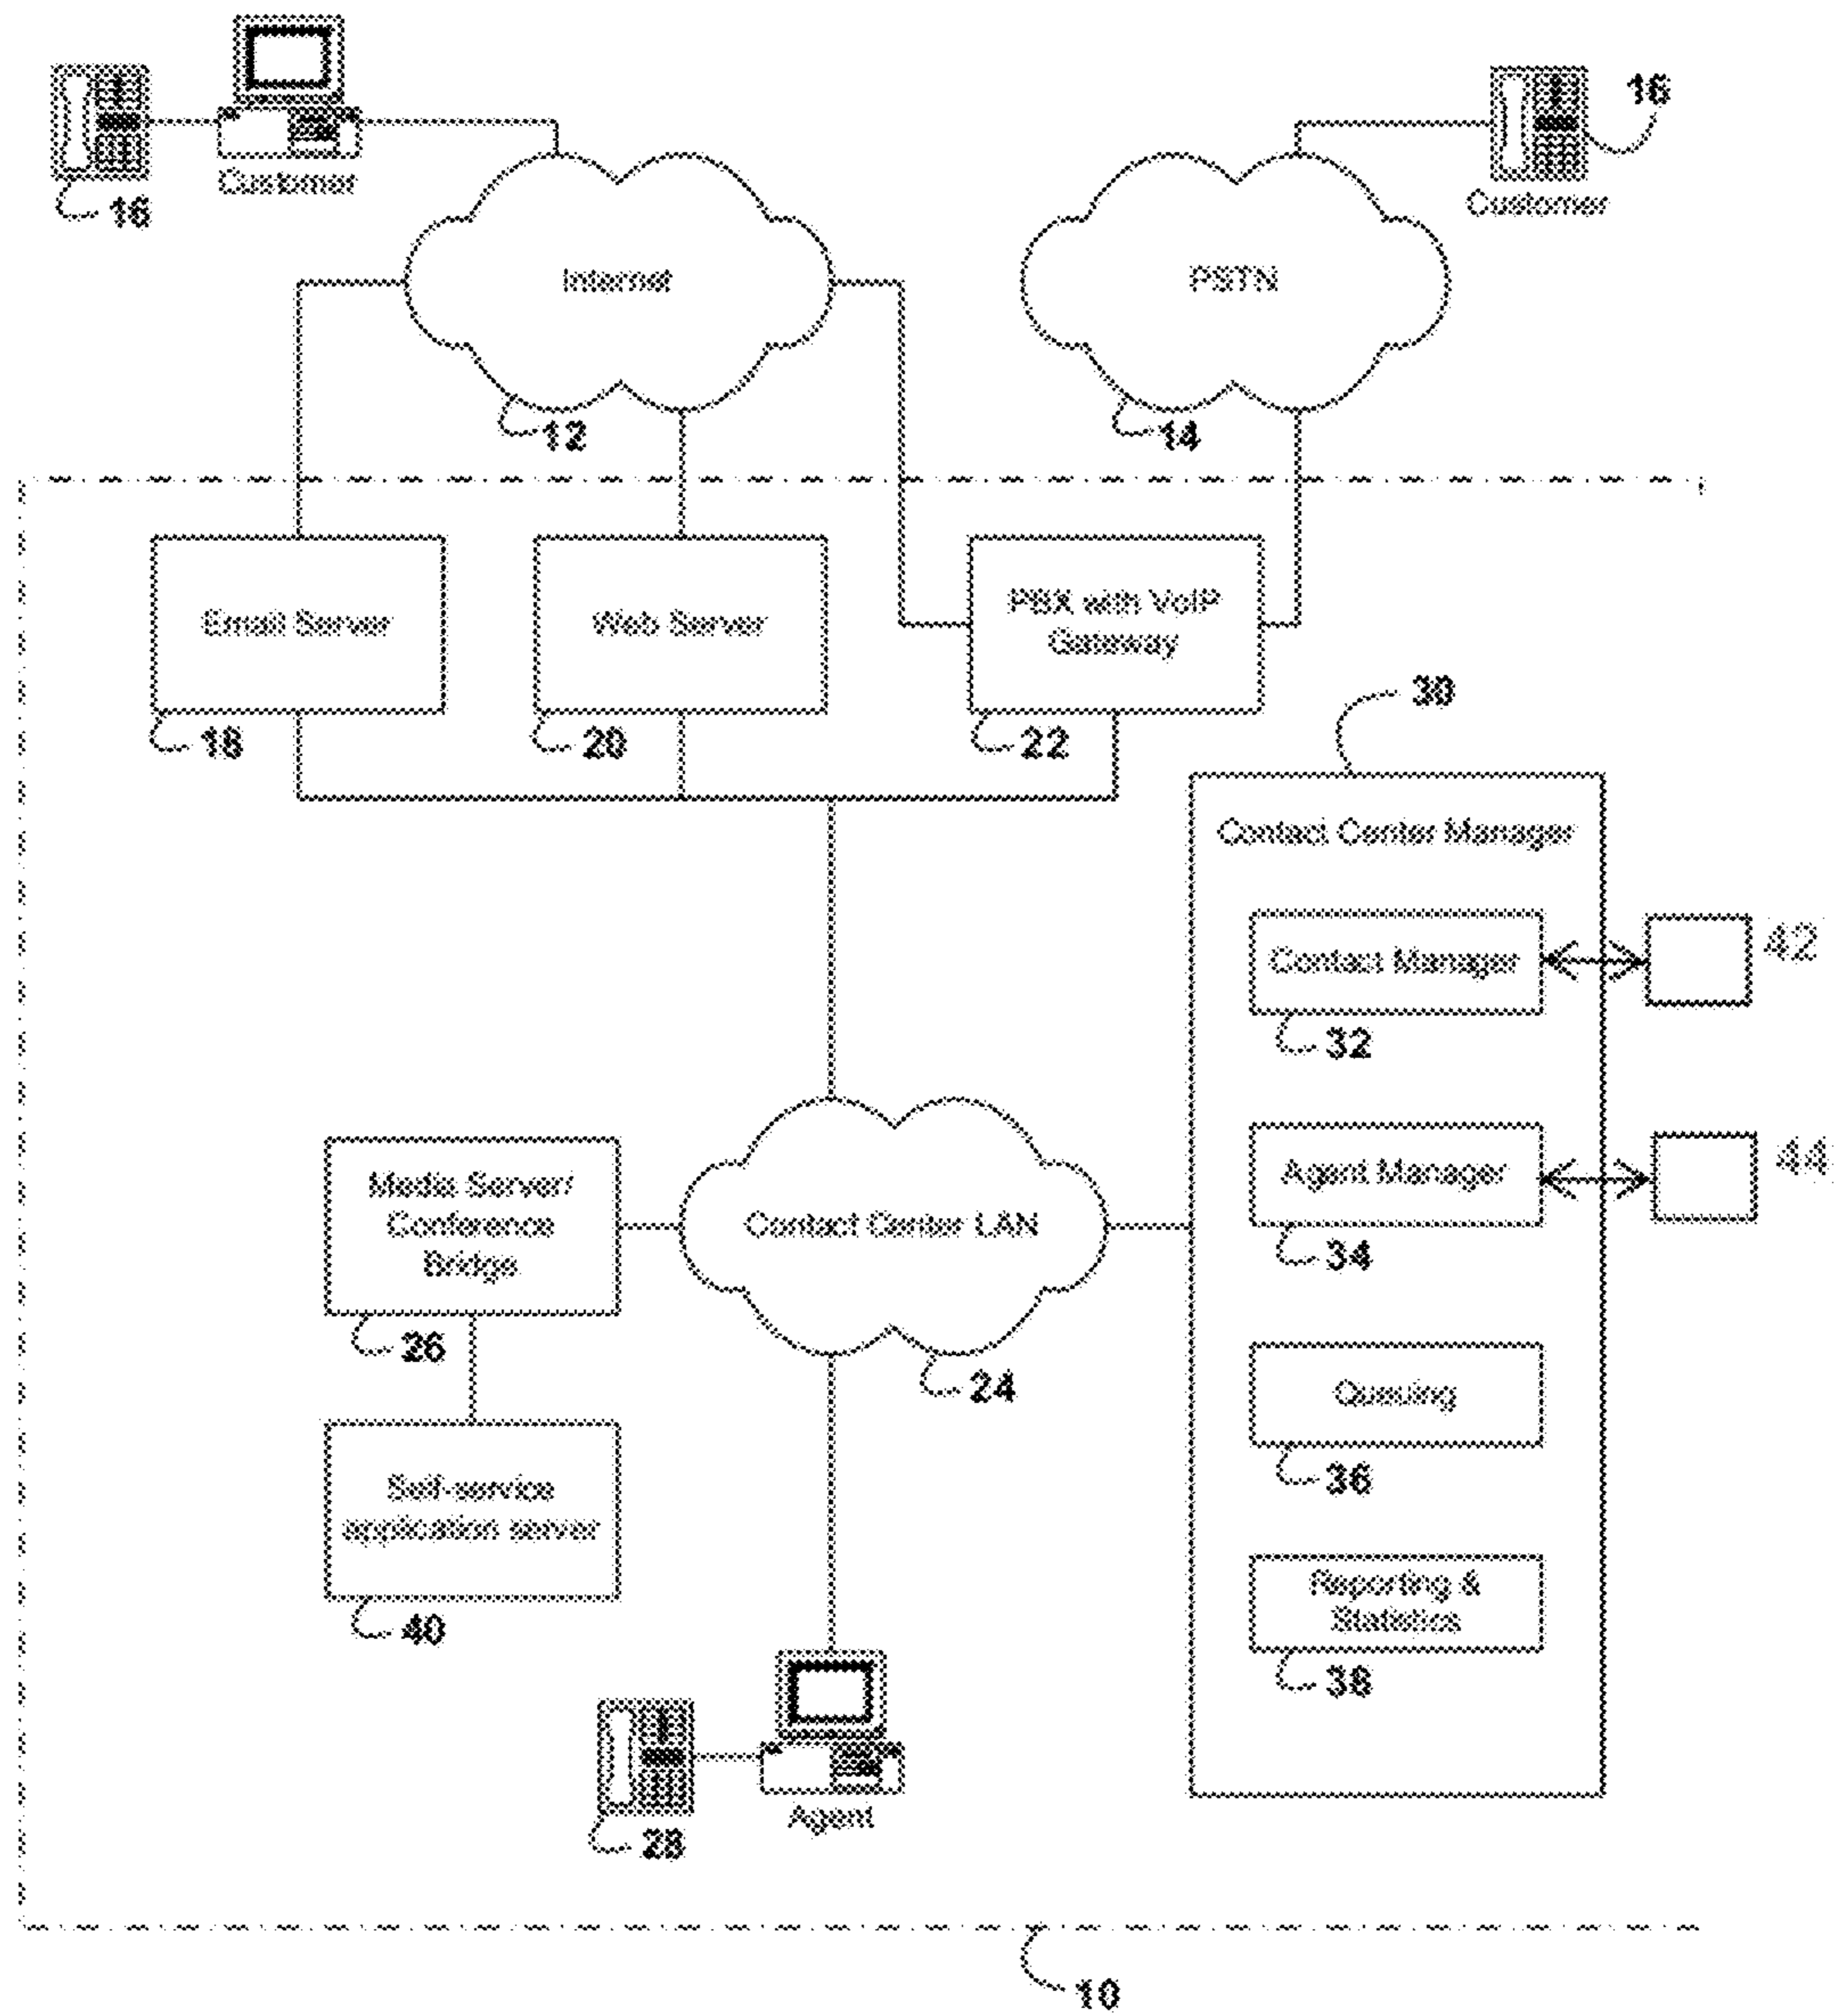 16
Customer
16
Customer
Internet
PSTN
12
14
Email Server
Web Server
PBX with VoIP
Gateway
18
20
22
30
Contact Center Manager
Contact Manager
42
32
Media Server/
Conference
Bridge
Contact Center LAN
Agent Manager
44
34
26
24
Queuing
36
Self-service
application server
40
Reporting &
Statistics
38
Agent
28
10